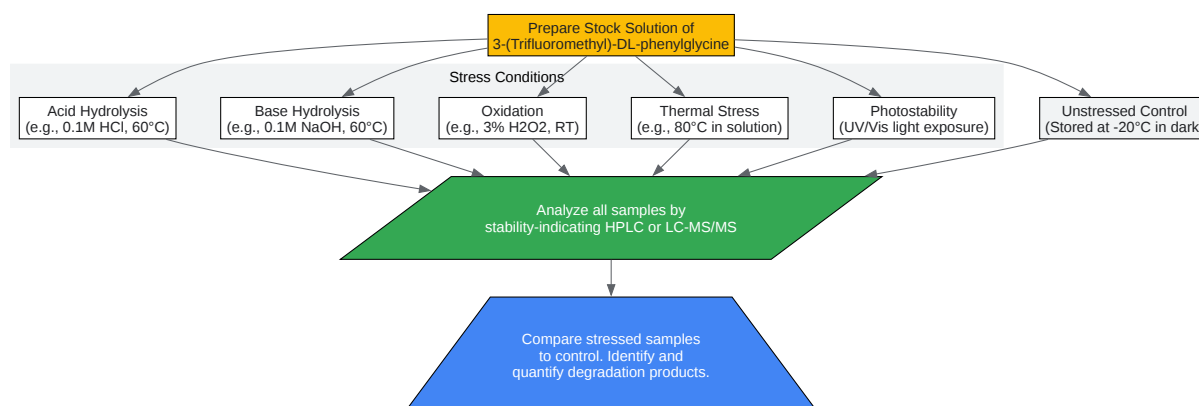 Prepare Stock Solution of
3-(Trifluoromethyl)-DL-phenylglycine
Stress Conditions
Acid Hydrolysis
(e.g., 0.1M HCl, 60°C)
Base Hydrolysis
(e.g., 0.1M NaOH, 60°C)
Oxidation
(e.g., 3% H2O2, RT)
Thermal Stress
(e.g., 80°C in solution)
Photostability
(UV/Vis light exposure)
Unstressed Control
(Stored at -20°C in dark
Analyze all samples by
stability-indicating HPLC or LC-MS/MS
Compare stressed samples
to control. Identify and
quantify degradation products.